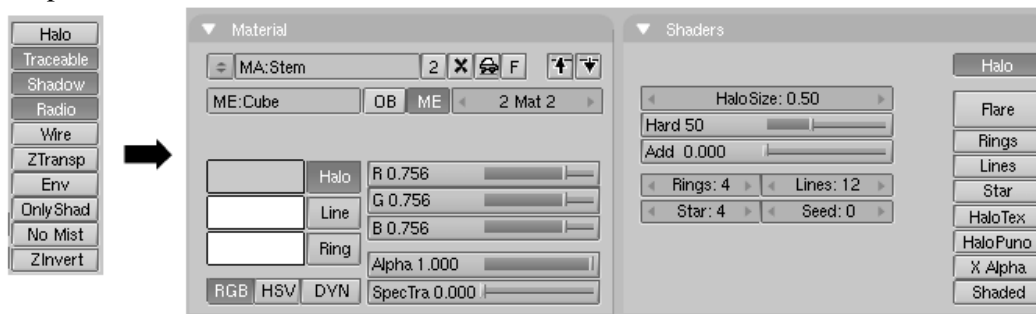 Halo
Traceable
Shadow
Radio
Wire
ZTransp
Env
OnlyShad
No Mist
ZInvert
Material
MA:Stem 2 F
ME:Cube OB ME 2 Mat 2
Halo
Line
Ring
R 0.756
G 0.756
B 0.756
Alpha 1.000
SpecTra 0.000
RGB HSV DYN
Shaders
HaloSize: 0.50
Hard 50
Add 0.000
Rings: 4 Lines: 12
Star: 4 Seed: 0
Halo
Flare
Rings
Lines
Star
HaloTex
HaloPuno
X Alpha
Shaded